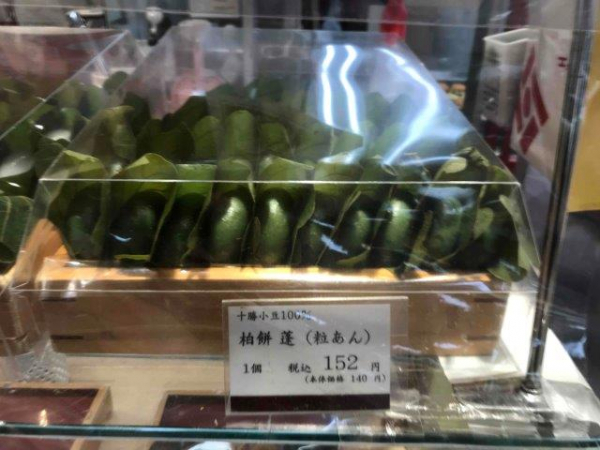 十勝小豆100%
柏餅 蓬 (粒あん)
1個 税込 152 円
(本体価格 140 円)